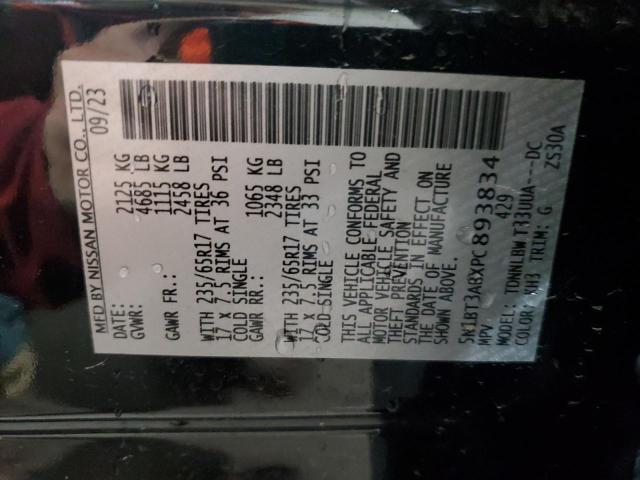 MFD BY NISSAN MOTOR CO., LTD.
DATE: 09/23
GVWR: 2125 KG
4685 LB
GAWR FR.: 1115 KG
2458 LB
WITH 235/65R17 TIRES
17 X 7.5 RIMS AT 36 PSI
COLD SINGLE
GAWR RR.: 1065 KG
2348 LB
WITH 235/65R17 TIRES
17 X 7.5 RIMS AT 33 PSI
COLD SINGLE
THIS VEHICLE CONFORMS TO
ALL APPLICABLE FEDERAL
MOTOR VEHICLE SAFETY AND
THEFT PREVENTION
STANDARDS IN EFFECT ON
THE DATE OF MANUFACTURE
SHOWN ABOVE.
5N1BT3ABXPC893834
MPV 429
MODEL: TDWNLBWT33UUA---DC
COLOR: KH3 TRIM: G ZS30A